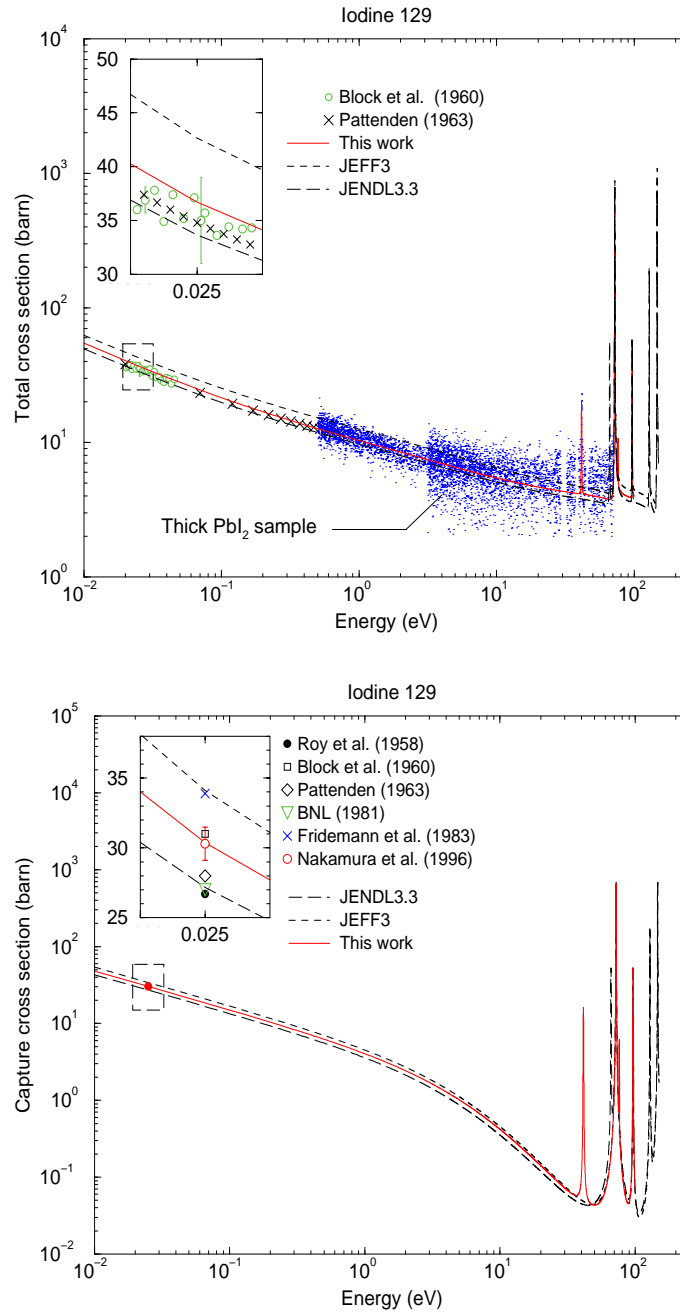 Iodine 129
10^4
10^3
10^2
10^1
10^0
Total cross section (barn)
50
45
40
35
30
0.025
Block et al. (1960)
Pattenden (1963)
This work
JEFF3
JENDL3.3
Thick PbI₂ sample
10^-2
10^-1
10^0
10^1
10^2
Energy (eV)
Iodine 129
10^5
10^4
10^3
10^2
10^1
10^0
10^-1
10^-2
Capture cross section (barn)
35
30
25
0.025
Roy et al. (1958)
Block et al. (1960)
Pattenden (1963)
BNL (1981)
Fridemann et al. (1983)
Nakamura et al. (1996)
JENDL3.3
JEFF3
This work
10^-2
10^-1
10^0
10^1
10^2
Energy (eV)